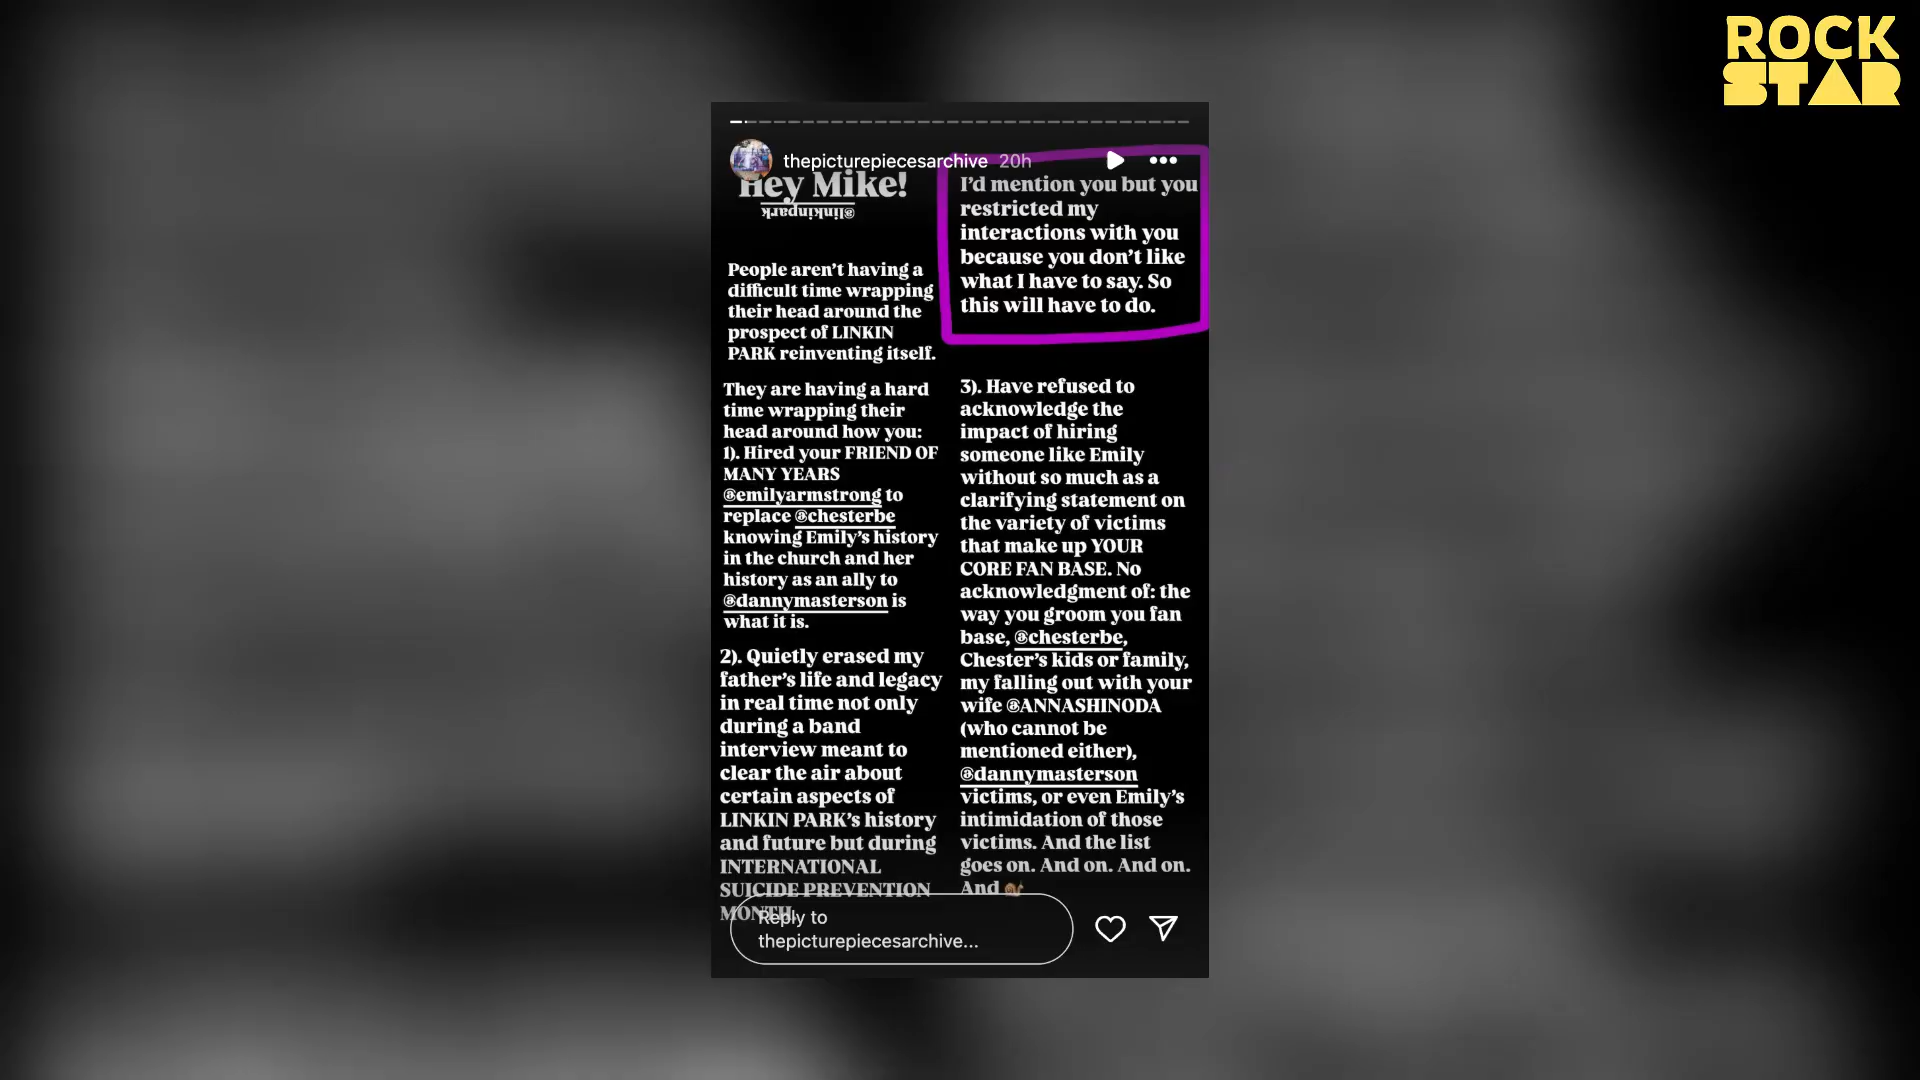 ROCK
STAR
thepicturepiecesarchive 20h
Hey Mike!
@linkinpark
People aren't having a
difficult time wrapping
their head around the
prospect of LINKIN
PARK reinventing itself.
They are having a hard
time wrapping their
head around how you:
1). Hired your FRIEND OF
MANY YEARS
@emilyarmstrong to
replace @chesterbe
knowing Emily's history
in the church and her
history as an ally to
@dannymasterson is
what it is.
2). Quietly erased my
father's life and legacy
in real time not only
during a band
interview meant to
clear the air about
certain aspects of
LINKIN PARK's history
and future but during
INTERNATIONAL
SUICIDE PREVENTION
MONTH.
I'd mention you but you
restricted my
interactions with you
because you don't like
what I have to say. So
this will have to do.
3). Have refused to
acknowledge the
impact of hiring
someone like Emily
without so much as a
clarifying statement on
the variety of victims
that make up YOUR
CORE FAN BASE. No
acknowledgment of: the
way you groom you fan
base, @chesterbe,
Chester's kids or family,
my falling out with your
wife @ANNASHINODA
(who cannot be
mentioned either),
@dannymasterson
victims, or even Emily's
intimidation of those
victims. And the list
goes on. And on. And on.
And 🐌
Reply to
thepicturepiecesarchive...